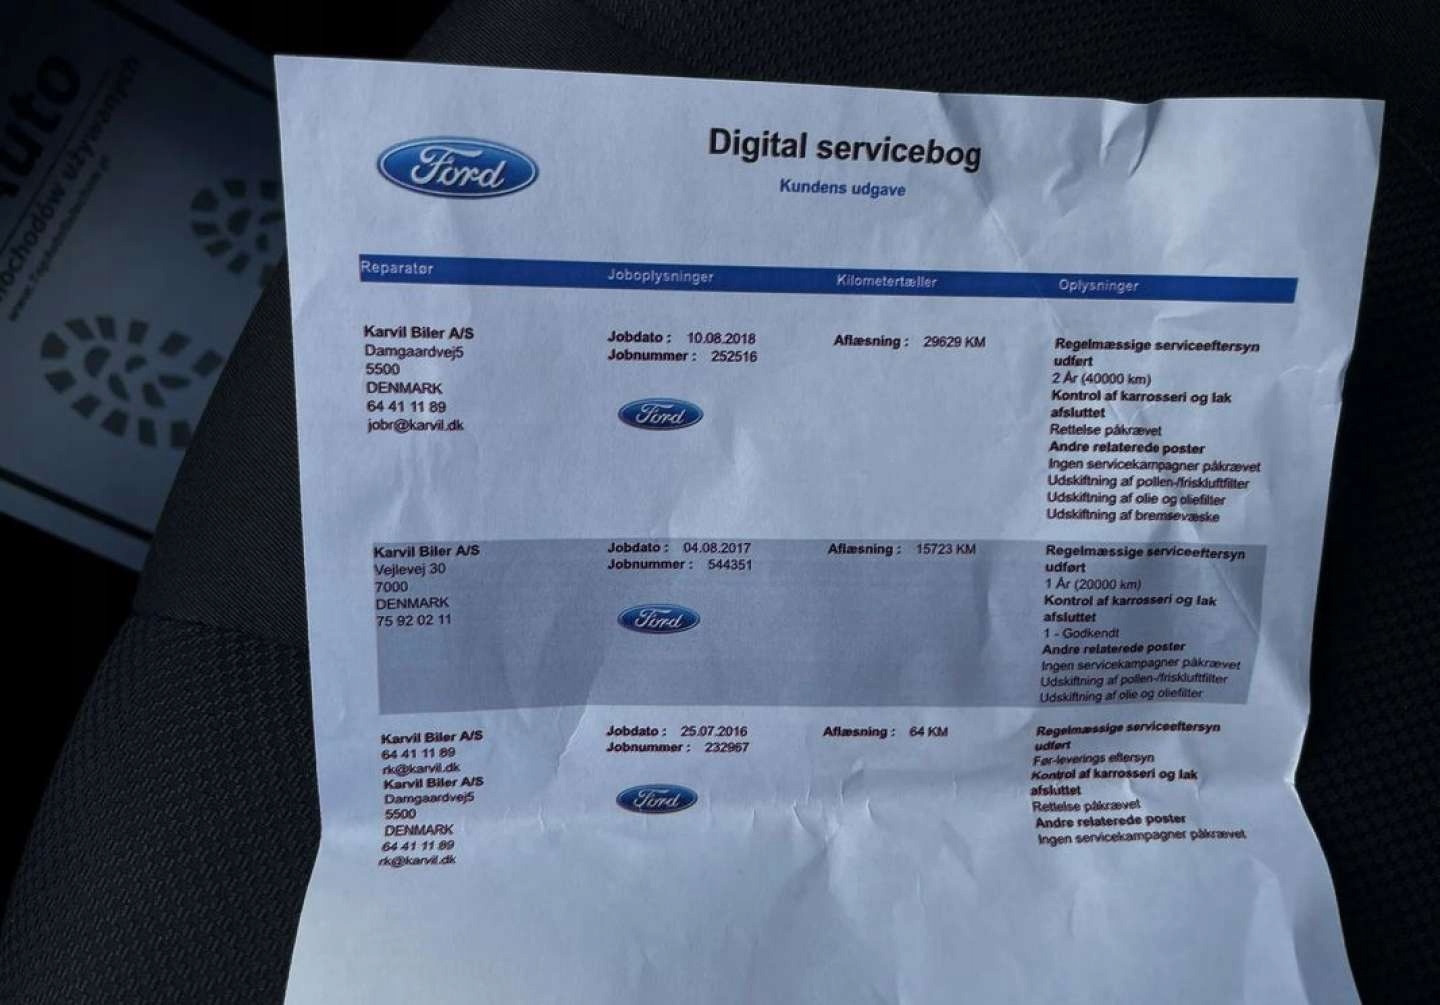 Auto
samochodów używanych
Ford
Digital servicebog
Kundens udgave
Reparatør Joboplysninger Kilometertæller Oplysninger
Karvil Biler A/S
Damgaardvej5
5500
DENMARK
64 41 11 89
jobr@karvil.dk
Jobdato : 10.08.2018
Jobnummer : 252516
Ford
Aflæsning : 29629 KM
Regelmæssige serviceeftersyn
udført
2 År (40000 km)
Kontrol af karrosseri og lak
afsluttet
Rettelse påkrævet
Andre relaterede poster
Ingen servicekampagner påkrævet
Udskiftning af pollen-/friskluftfilter
Udskiftning af olie og oliefilter
Udskiftning af bremsevæske
Karvil Biler A/S
Vejlevej 30
7000
DENMARK
75 92 02 11
Jobdato : 04.08.2017
Jobnummer : 544351
Ford
Aflæsning : 15723 KM
Regelmæssige serviceeftersyn
udført
1 År (20000 km)
Kontrol af karrosseri og lak
afsluttet
1 - Godkendt
Andre relaterede poster
Ingen servicekampagner påkrævet
Udskiftning af pollen-/friskluftfilter
Udskiftning af olie og oliefilter
Karvil Biler A/S
64 41 11 89
rk@karvil.dk
Karvil Biler A/S
Damgaardvej5
5500
DENMARK
64 41 11 89
rk@karvil.dk
Jobdato : 25.07.2016
Jobnummer : 232967
Ford
Aflæsning : 64 KM
Regelmæssige serviceeftersyn
udført
Før-leverings eftersyn
Kontrol af karrosseri og lak
afsluttet
Rettelse påkrævet
Andre relaterede poster
Ingen servicekampagner påkrævet